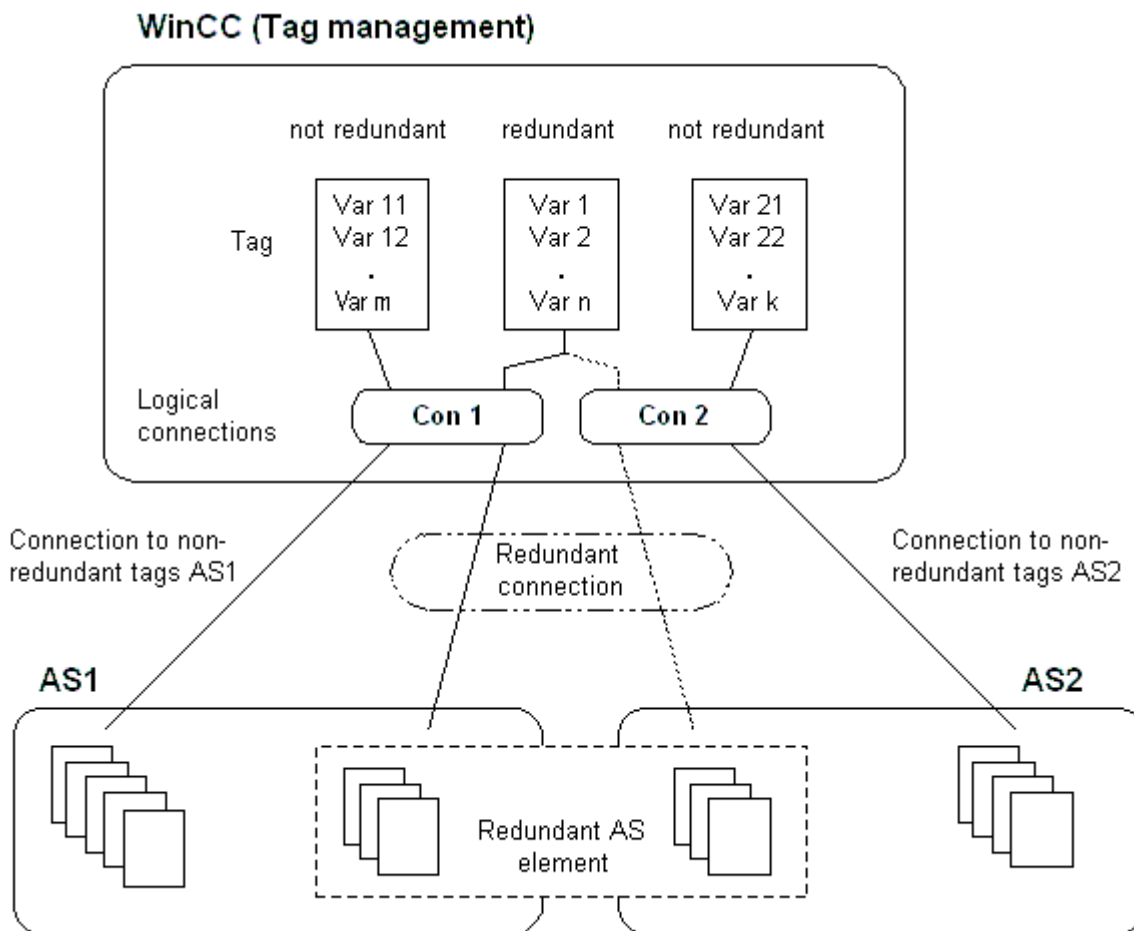 WinCC (Tag management)
not redundant
redundant
not redundant
Var 11
Var 12
.
Var m
Var 1
Var 2
.
Var n
Var 21
Var 22
.
Var k
Tag
Logical
connections
Con 1
Con 2
Connection to non-
redundant tags AS1
Redundant
connection
Connection to non-
redundant tags AS2
AS1
AS2
Redundant AS
element